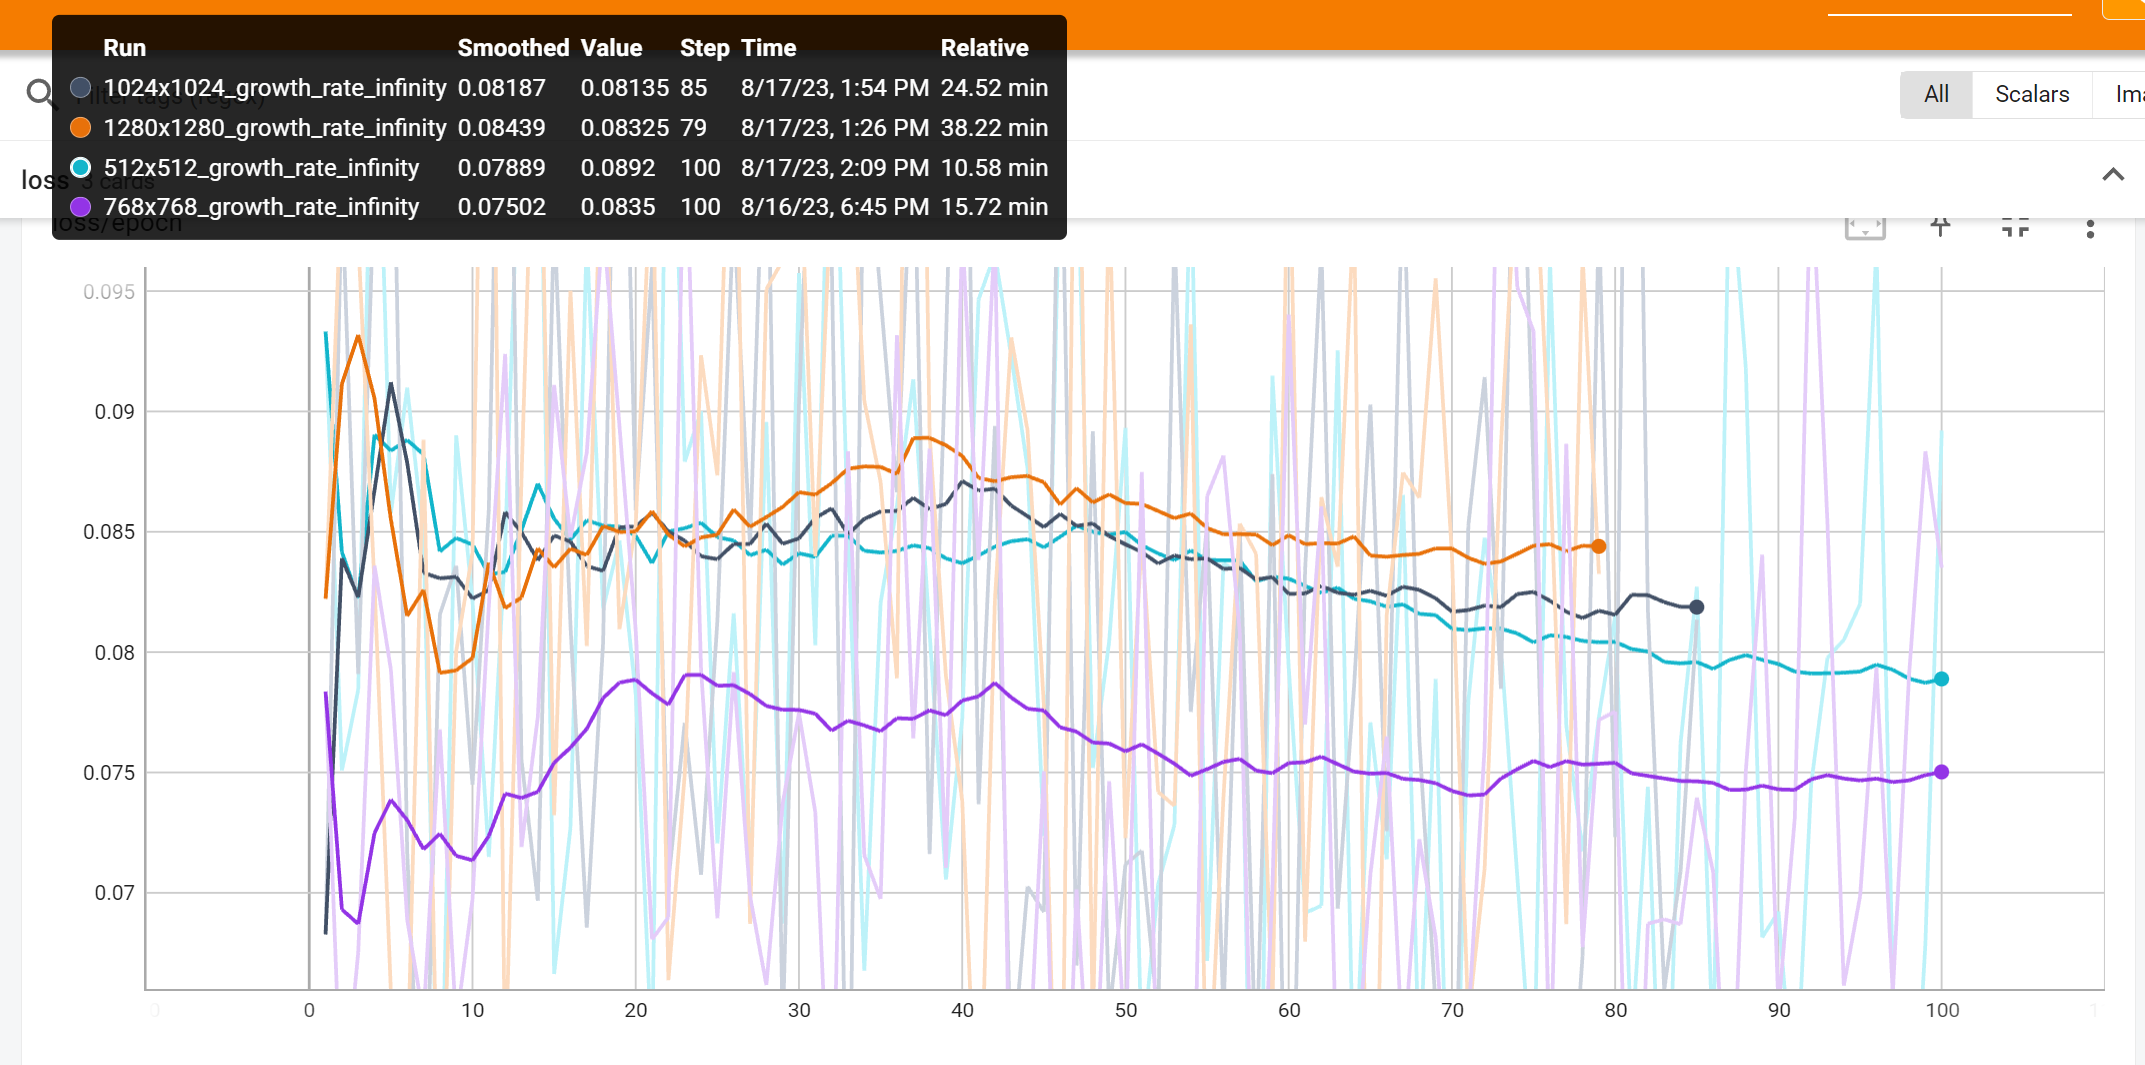 Run Smoothed Value Step Time Relative
1024x1024_growth_rate_infinity 0.08187 0.08135 85 8/17/23, 1:54 PM 24.52 min
Filter tags (regex)
All Scalars Ima
1280x1280_growth_rate_infinity 0.08439 0.08325 79 8/17/23, 1:26 PM 38.22 min
512x512_growth_rate_infinity 0.07889 0.0892 100 8/17/23, 2:09 PM 10.58 min
loss 3 cards
768x768_growth_rate_infinity 0.07502 0.0835 100 8/16/23, 6:45 PM 15.72 min
loss/epoch
0.095
0.09
0.085
0.08
0.075
0.07
0 0 10 20 30 40 50 60 70 80 90 100 1